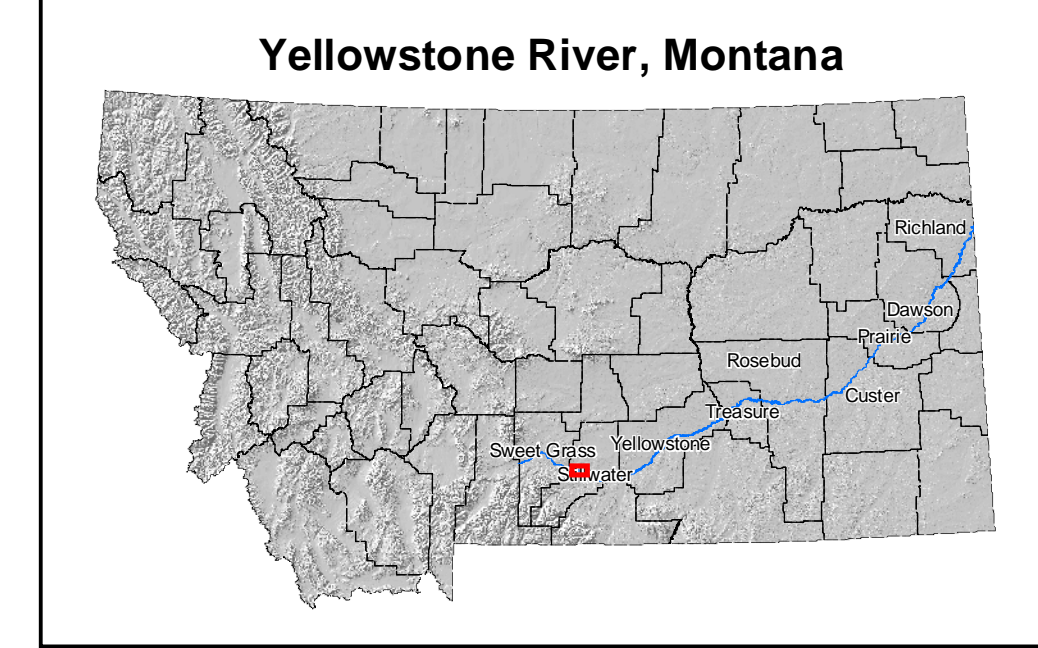 Yellowstone River, Montana
Richland
Dawson
Prairie
Rosebud
Custer
Treasure
Yellowstone
Sweet Grass
Stillwater